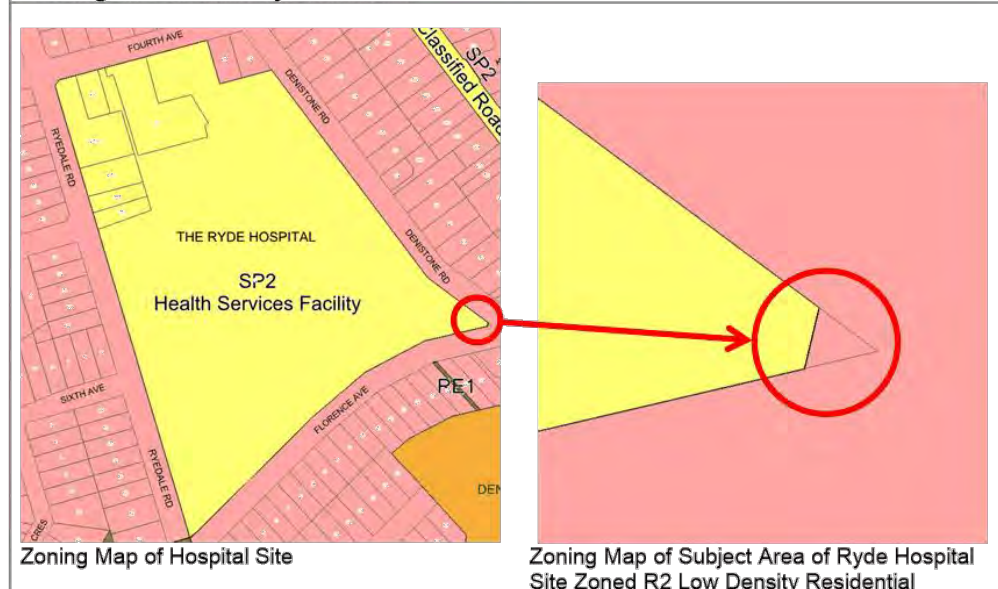 FOURTH AVE
DENISTONE RD
SP2
Classified Road
RYEDALE RD
THE RYDE HOSPITAL
SP2
Health Services Facility
DENISTONE RD
RE1
SIXTH AVE
FLORENCE AVE
RYEDALE RD
DEN
CRES
Zoning Map of Hospital Site
Zoning Map of Subject Area of Ryde Hospital
Site Zoned R2 Low Density Residential